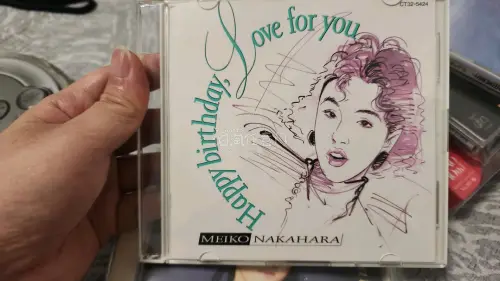 CT32-5424
Happy birthday, Love for you
MEIKO NAKAHARA